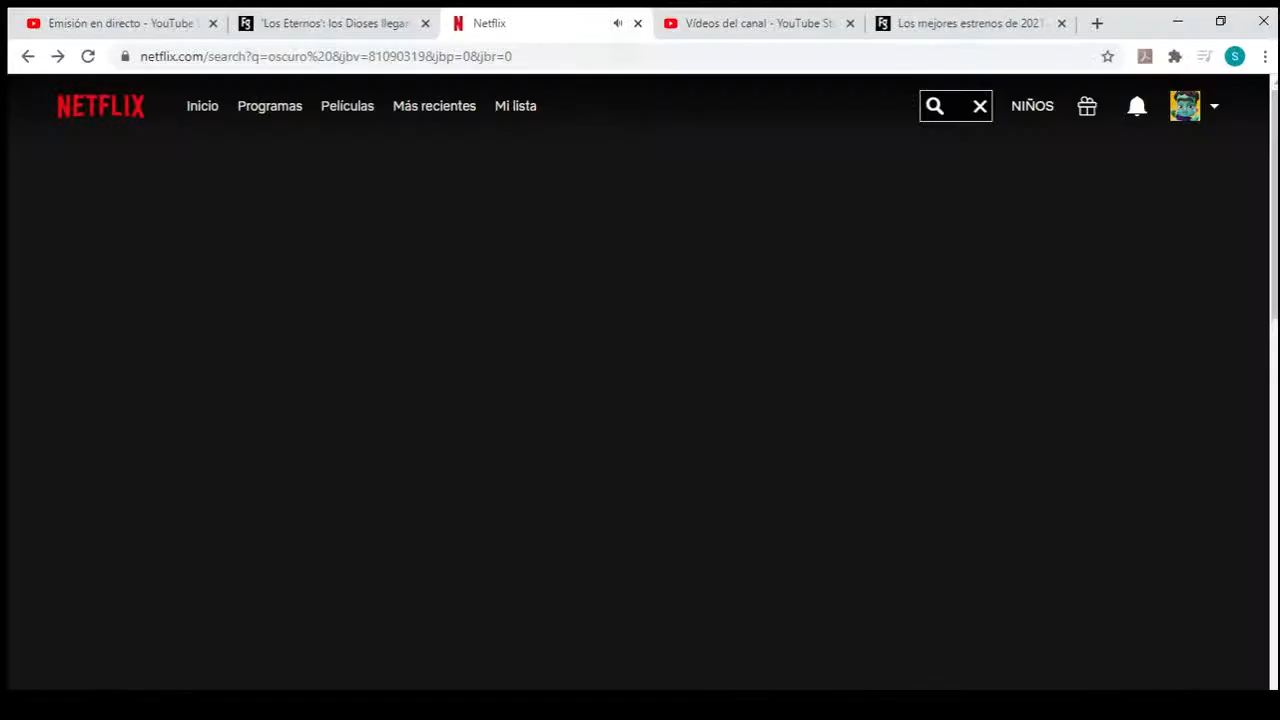 Emisión en directo - YouTube
'Los Eternos': los Dioses llegar
Netflix
Vídeos del canal - YouTube St
Los mejores estrenos de 2021
netflix.com/search?q=oscuro%20&jbv=81090319&jbp=0&jbr=0
S
NETFLIX Inicio Programas Películas Más recientes Mi lista NIÑOS